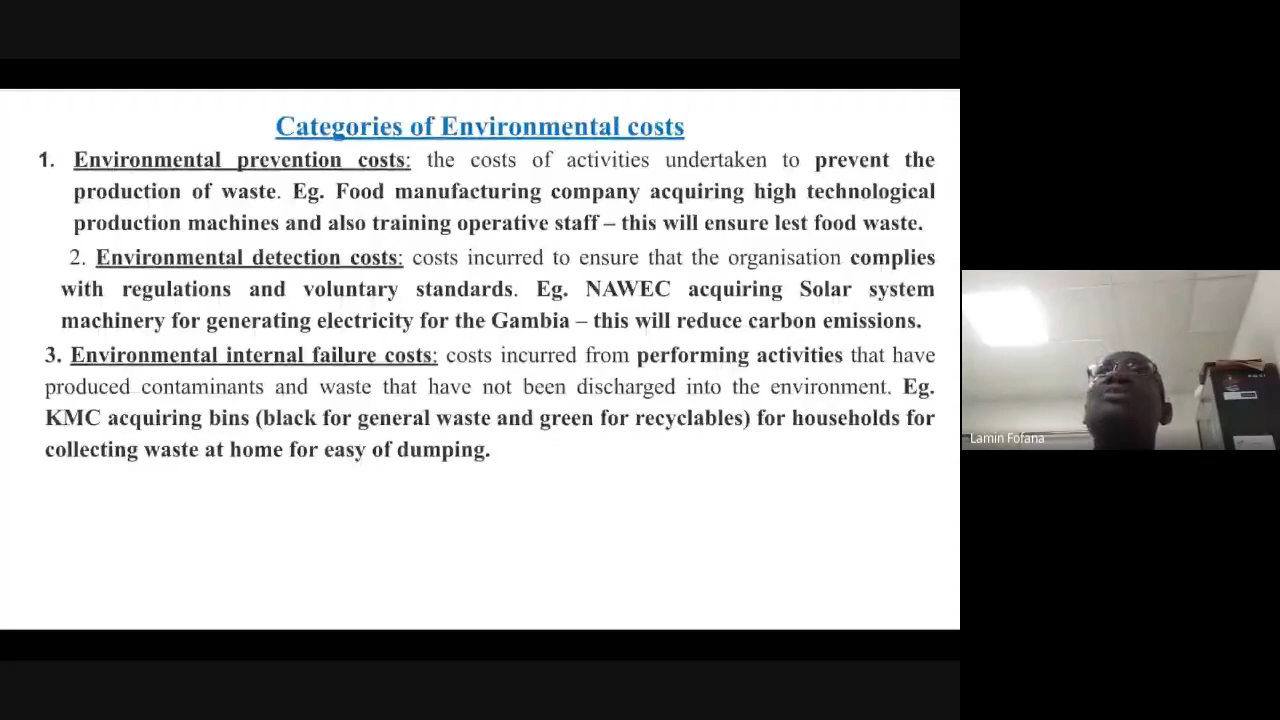 Categories of Environmental costs
1. Environmental prevention costs: the costs of activities undertaken to prevent the
production of waste. Eg. Food manufacturing company acquiring high technological
production machines and also training operative staff – this will ensure lest food waste.
2. Environmental detection costs: costs incurred to ensure that the organisation complies
with regulations and voluntary standards. Eg. NAWEC acquiring Solar system
machinery for generating electricity for the Gambia – this will reduce carbon emissions.
3. Environmental internal failure costs: costs incurred from performing activities that have
produced contaminants and waste that have not been discharged into the environment. Eg.
KMC acquiring bins (black for general waste and green for recyclables) for households for
collecting waste at home for easy of dumping.
Lamin Fofana